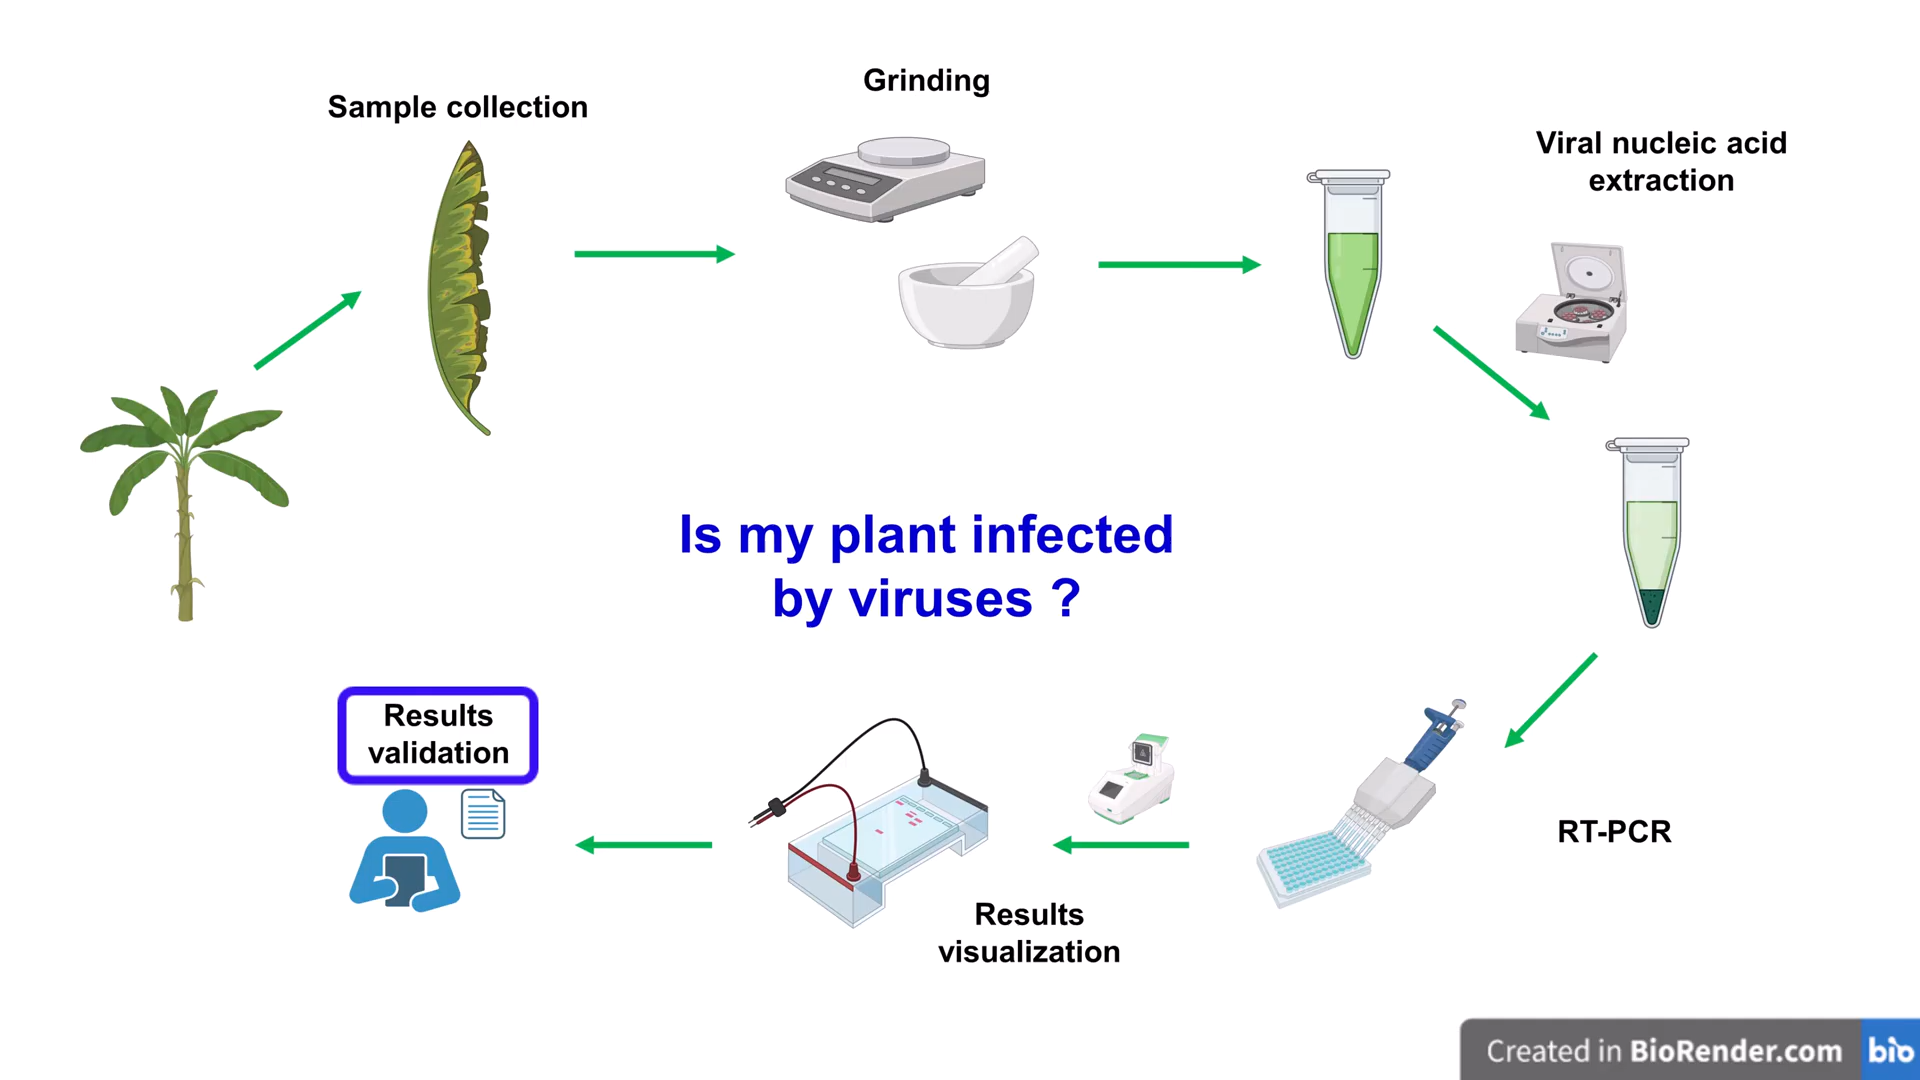 Grinding
Sample collection
Viral nucleic acid
extraction
Is my plant infected
by viruses ?
Results
validation
RT-PCR
Results
visualization
Created in BioRender.com
bio